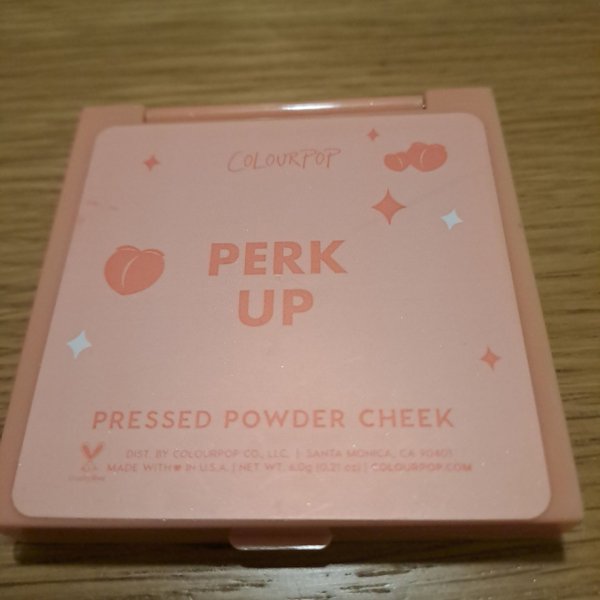 COLOURPOP
PERK
UP
PRESSED POWDER CHEEK
DIST. BY COLOURPOP CO., LLC. | SANTA MONICA, CA 90405
MADE WITH ♥ IN U.S.A. | NET WT. 6.0g (0.21 oz) | COLOURPOP.COM